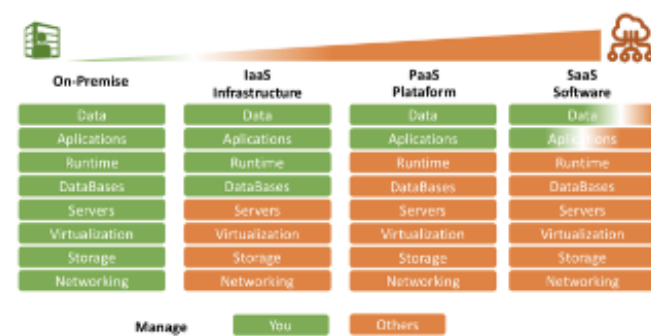 On-Premise IaaS Infrastructure PaaS Plataform SaaS Software
Data Data Data Data
Aplications Aplications Aplications Aplications
Runtime Runtime Runtime Runtime
DataBases DataBases DataBases DataBases
Servers Servers Servers Servers
Virtualization Virtualization Virtualization Virtualization
Storage Storage Storage Storage
Networking Networking Networking Networking
Manage You Others